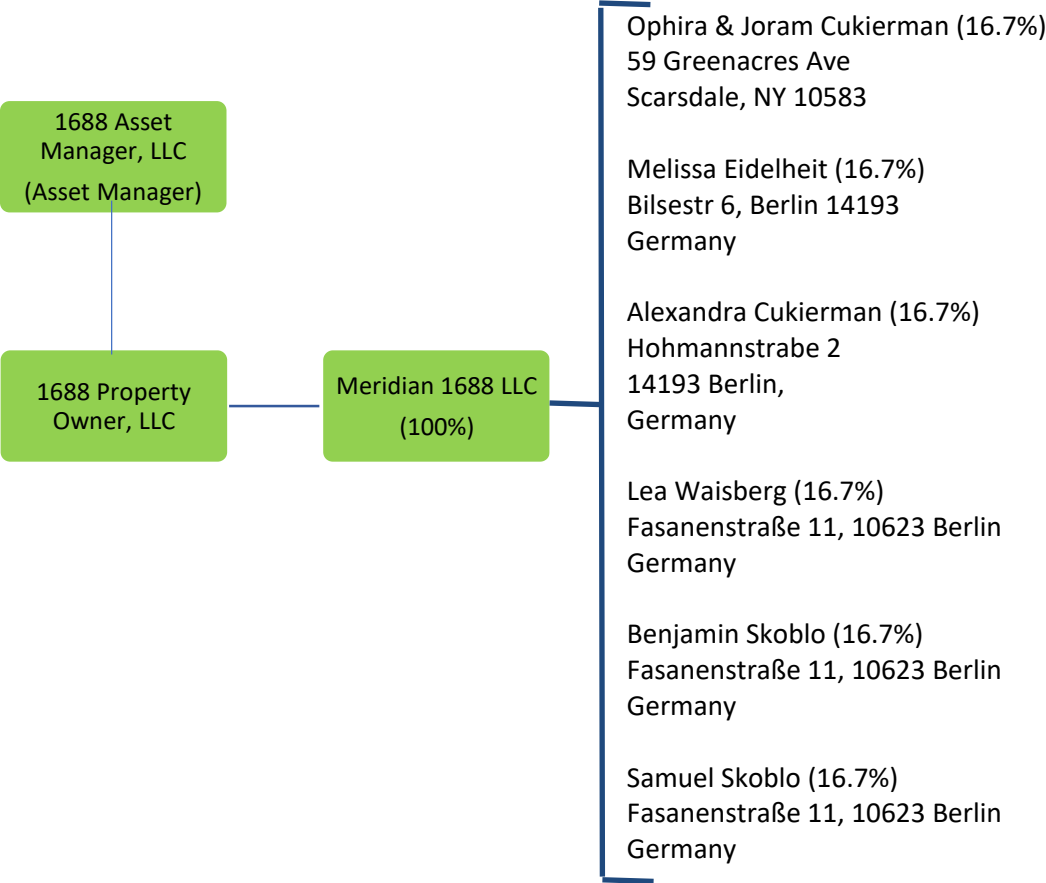 1688 Asset
Manager, LLC
(Asset Manager)
1688 Property
Owner, LLC
Meridian 1688 LLC
(100%)
Ophira & Joram Cukierman (16.7%)
59 Greenacres Ave
Scarsdale, NY 10583
Melissa Eidelheit (16.7%)
Bilsestr 6, Berlin 14193
Germany
Alexandra Cukierman (16.7%)
Hohmannstrabe 2
14193 Berlin,
Germany
Lea Waisberg (16.7%)
Fasanenstraße 11, 10623 Berlin
Germany
Benjamin Skoblo (16.7%)
Fasanenstraße 11, 10623 Berlin
Germany
Samuel Skoblo (16.7%)
Fasanenstraße 11, 10623 Berlin
Germany